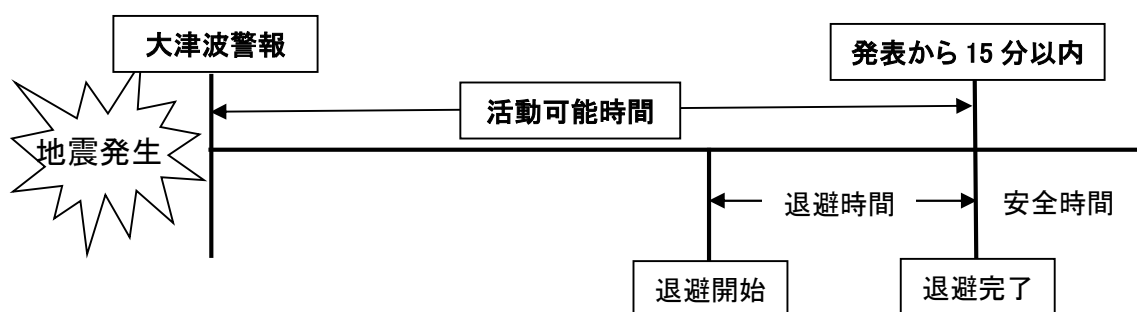 大津波警報
発表から 15 分以内
活動可能時間
地震発生
退避時間
安全時間
退避開始
退避完了